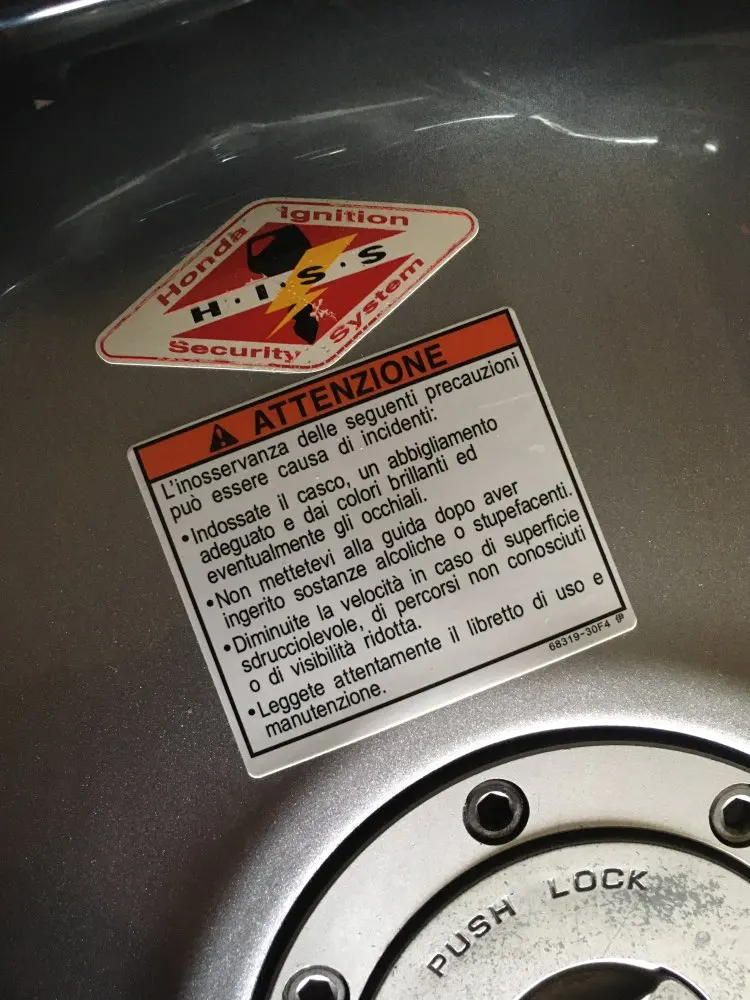 Honda Ignition
H·I·S·S
Security System
ATTENZIONE
L'inosservanza delle seguenti precauzioni
può essere causa di incidenti:
•Indossate il casco, un abbigliamento
adeguato e dai colori brillanti ed
eventualmente gli occhiali.
•Non mettetevi alla guida dopo aver
ingerito sostanze alcoliche o stupefacenti.
•Diminuite la velocità in caso di superficie
sdrucciolevole, di percorsi non conosciuti
o di visibilità ridotta.
•Leggete attentamente il libretto di uso e
manutenzione.
68319-30F4
PUSH LOCK